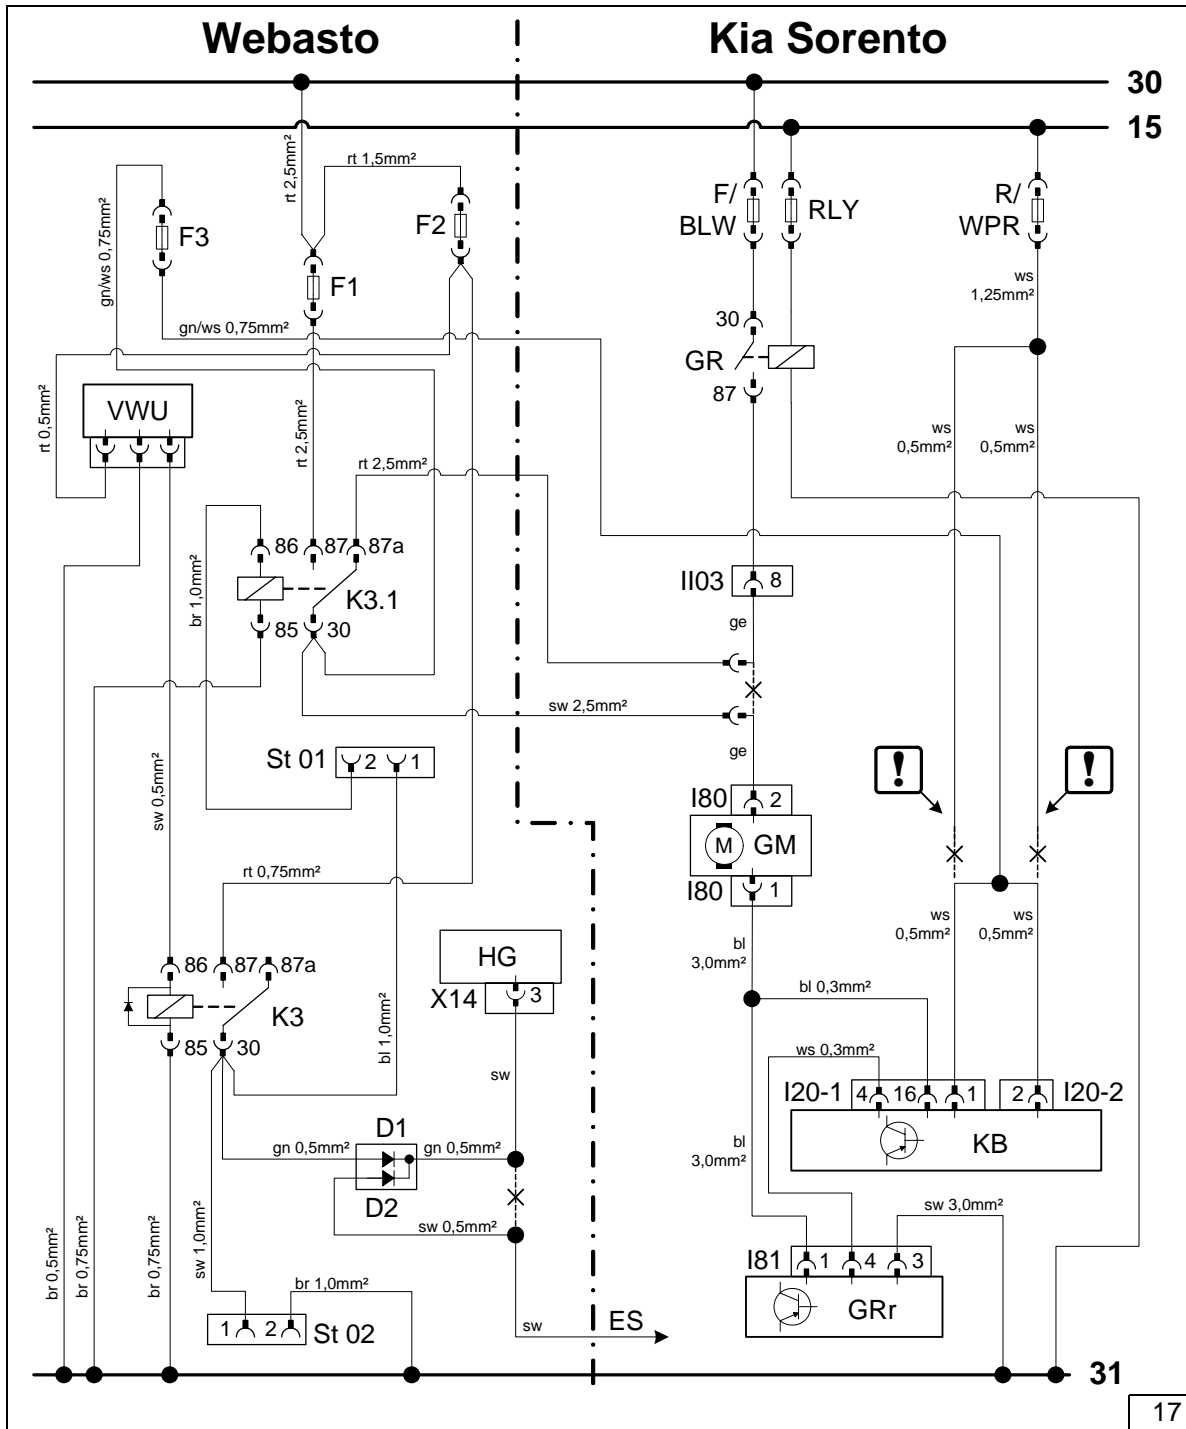 Webasto
Kia Sorento
30
15
rt 2,5mm²
rt 1,5mm²
gn/ws 0,75mm²
F3
F2
F1
F/
BLW
RLY
R/
WPR
ws
1,25mm²
gn/ws 0,75mm²
30
GR
87
VWU
rt 0,5mm²
rt 2,5mm²
rt 2,5mm²
ws
0,5mm²
ws
0,5mm²
86
87
87a
K3.1
85
30
br 1,0mm²
II03
8
ge
sw 2,5mm²
ge
St 01
2
1
!
!
sw 0,5mm²
I80
2
M
GM
I80
1
rt 0,75mm²
ws
0,5mm²
ws
0,5mm²
bl
3,0mm²
HG
X14
3
86
87
87a
K3
85
30
bl 1,0mm²
bl 0,3mm²
ws 0,3mm²
sw
I20-1
4
16
1
2
I20-2
KB
D1
gn 0,5mm²
gn 0,5mm²
D2
sw 0,5mm²
bl
3,0mm²
sw 3,0mm²
br 0,5mm²
br 0,75mm²
br 0,75mm²
sw 1,0mm²
br 1,0mm²
I81
1
4
3
GRr
1
2
St 02
sw
ES
31
17